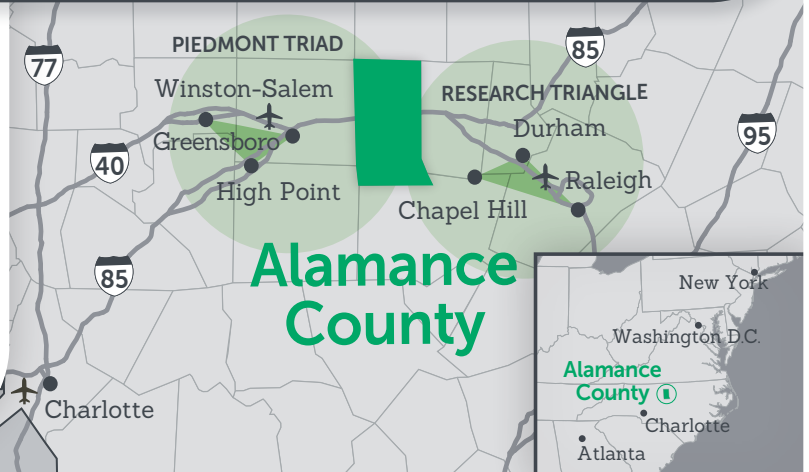 PIEDMONT TRIAD
85
77
Winston-Salem
RESEARCH TRIANGLE
Durham
95
Greensboro
40
High Point
Raleigh
Chapel Hill
Alamance
County
85
Charlotte
New York
Washington D.C.
Alamance
County
Charlotte
Atlanta